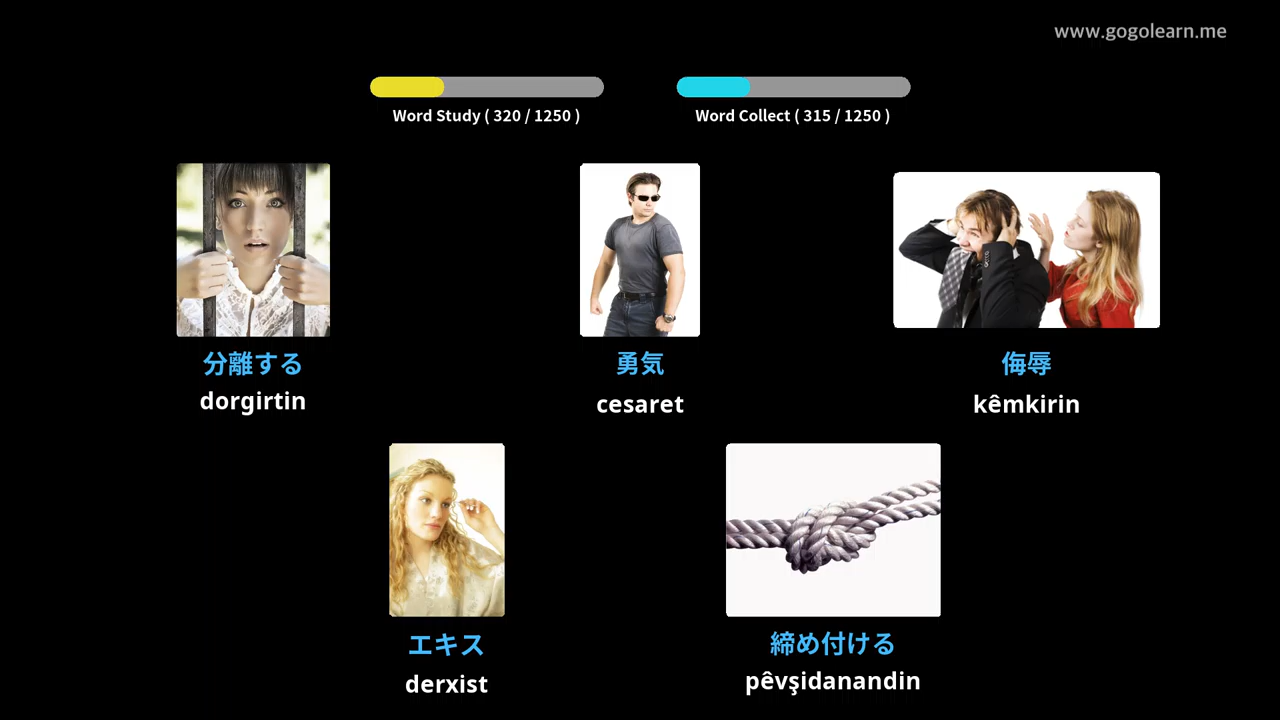 www.gogolearn.me
Word Study ( 320 / 1250 )
Word Collect ( 315 / 1250 )
分離する
dorgirtin
勇気
cesaret
侮辱
kêmkirin
エキス
derxist
締め付ける
pêvşidanandin